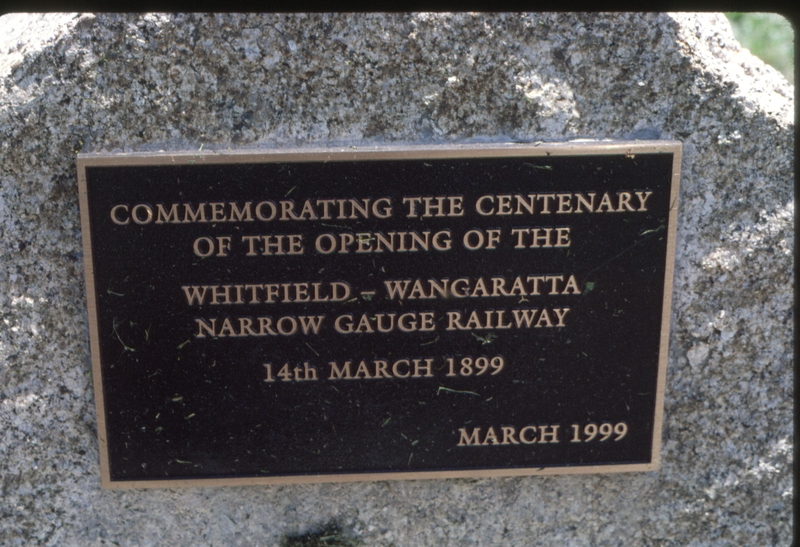 COMMEMORATING THE CENTENARY
OF THE OPENING OF THE
WHITFIELD – WANGARATTA
NARROW GAUGE RAILWAY
14th MARCH 1899
MARCH 1999